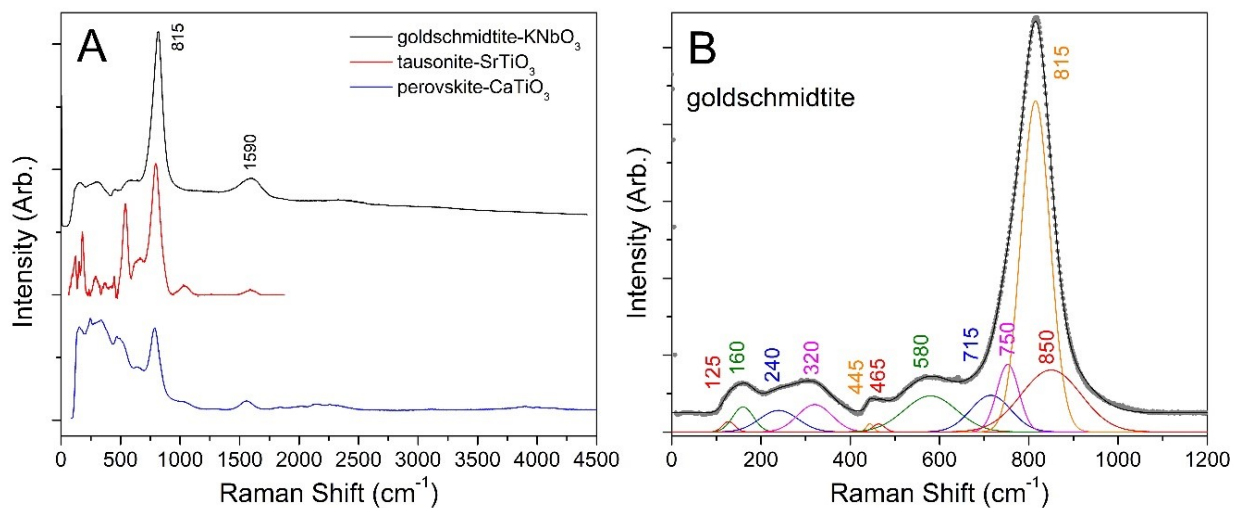 A
815
1590
goldschmidtite-KNbO₃
tausonite-SrTiO₃
perovskite-CaTiO₃
Intensity (Arb.)
0 500 1000 1500 2000 2500 3000 3500 4000 4500
Raman Shift (cm⁻¹)
B
goldschmidtite
815
125 160 240 320 445 465 580 715 750 850
Intensity (Arb.)
0 200 400 600 800 1000 1200
Raman Shift (cm⁻¹)